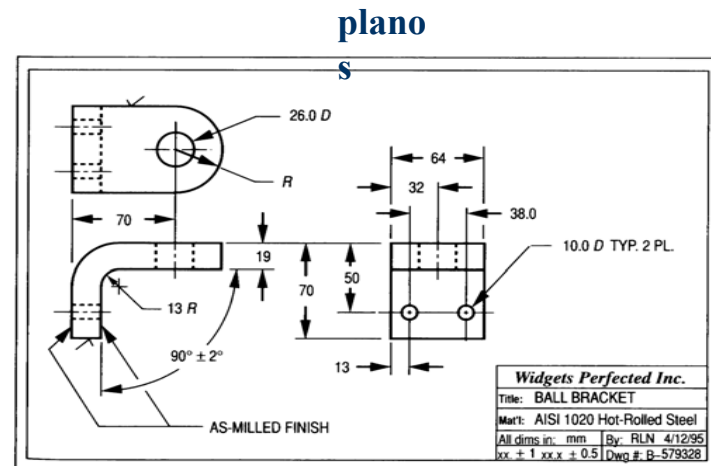 plano
s
26.0 D
R
70
64
32
38.0
10.0 D TYP. 2 PL.
19
70
50
13 R
90° ± 2°
13
AS-MILLED FINISH
Widgets Perfected Inc.
Title: BALL BRACKET
Mat'l: AISI 1020 Hot-Rolled Steel
All dims in: mm By: RLN 4/12/95
xx. ± 1 xx.x ± 0.5 Dwg #: B-579328